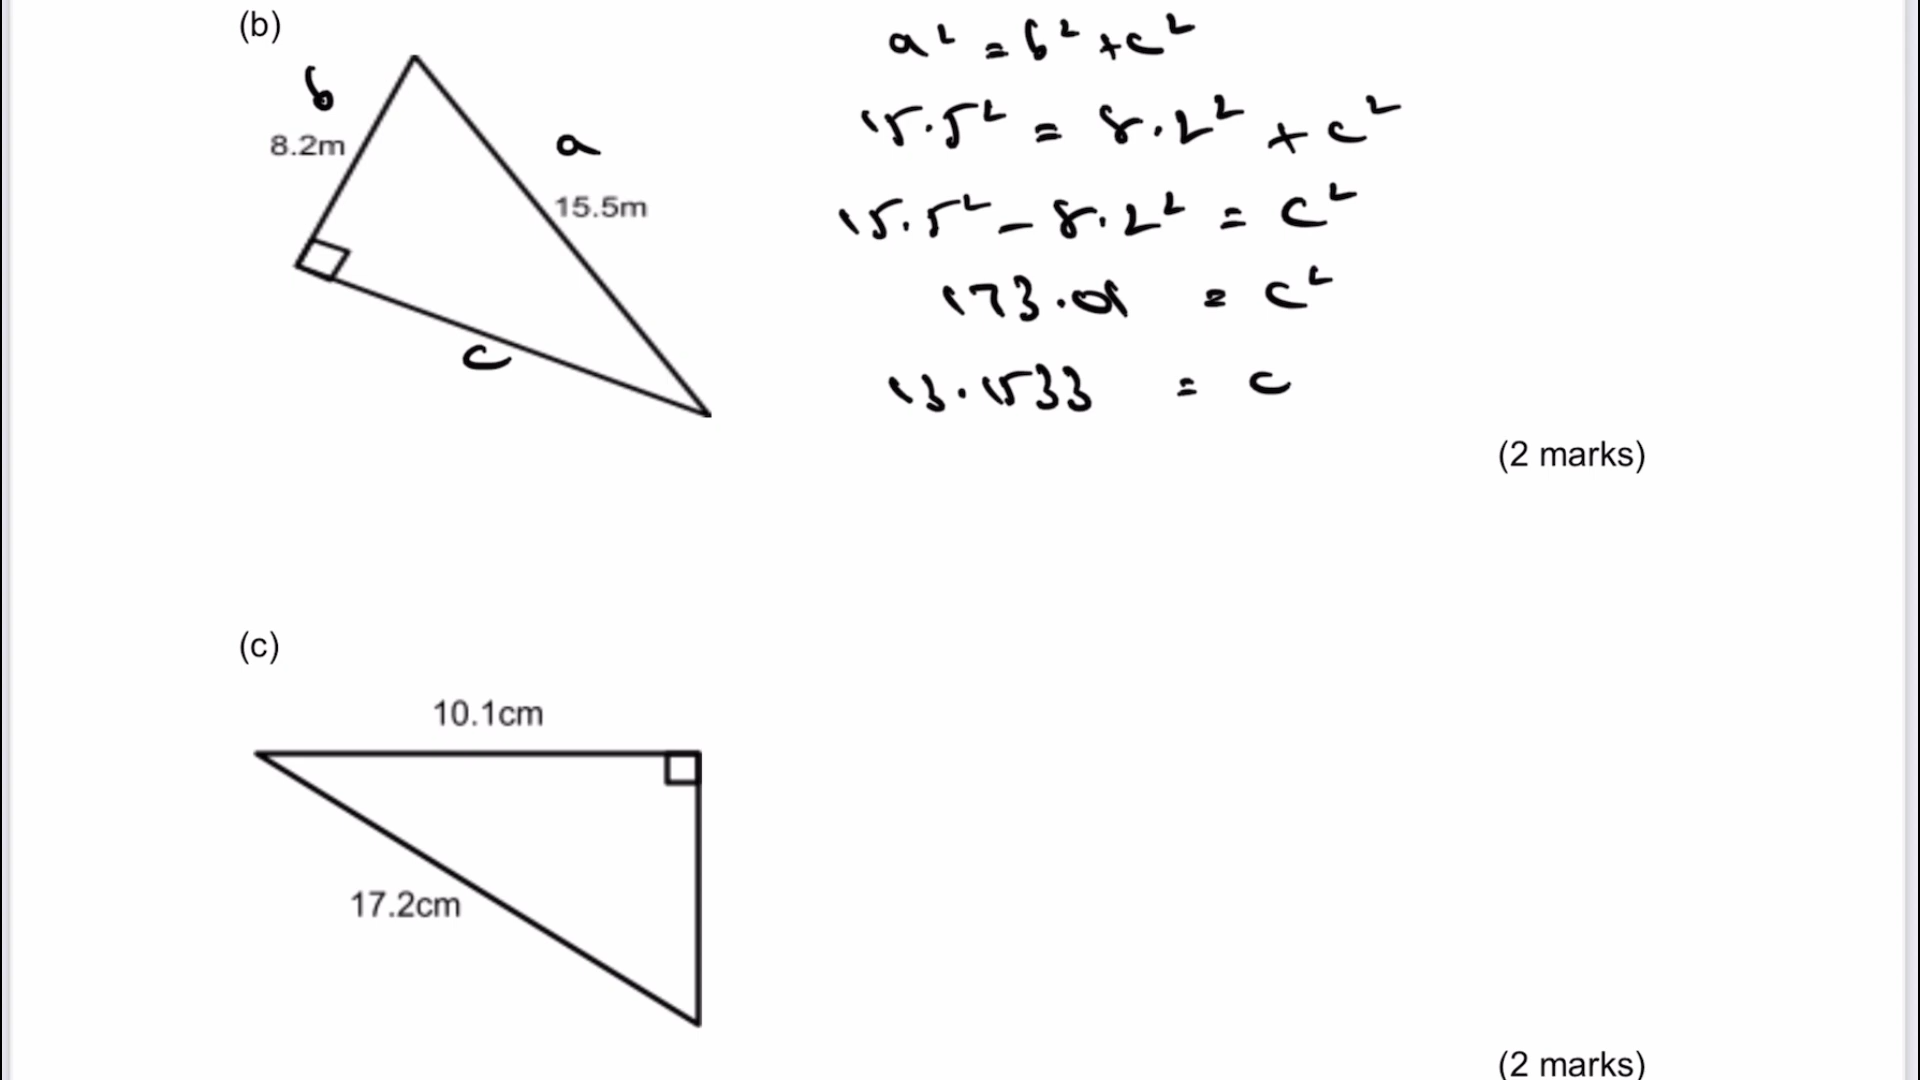 (b)
b
8.2m
a
15.5m
c
a² = b² + c²
15.5² = 8.2² + c²
15.5² - 8.2² = c²
173.01 = c²
13.1533 = c
(2 marks)
(c)
10.1cm
17.2cm
(2 marks)